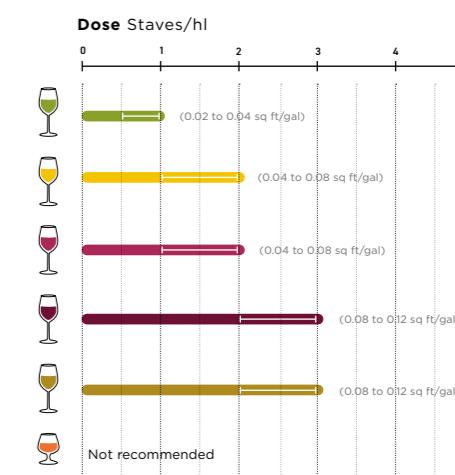 Dose Staves/hl
0 1 2 3 4
(0.02 to 0.04 sq ft/gal)
(0.04 to 0.08 sq ft/gal)
(0.04 to 0.08 sq ft/gal)
(0.08 to 0.12 sq ft/gal
(0.08 to 0.12 sq ft/gal
Not recommended